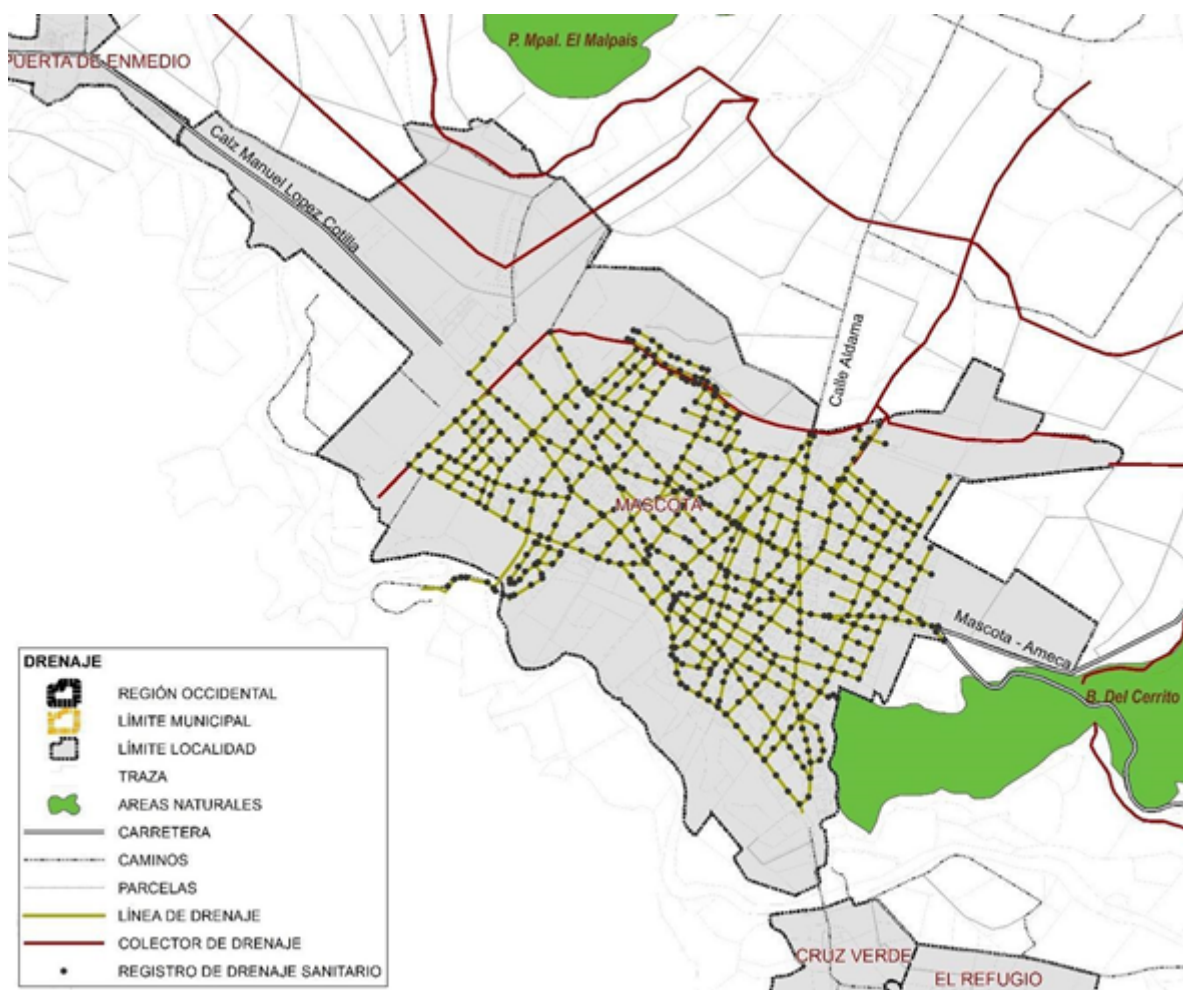 P. Mpal. El Malpais
PUERTA DE ENMEDIO
Calz Manuel Lopez Cotilla
Calle Aldama
MASCOTA
Mascota - Ameca
B. Del Cerrito
DRENAJE
REGIÓN OCCIDENTAL
LÍMITE MUNICIPAL
LÍMITE LOCALIDAD
TRAZA
AREAS NATURALES
CARRETERA
CAMINOS
PARCELAS
LÍNEA DE DRENAJE
COLECTOR DE DRENAJE
REGISTRO DE DRENAJE SANITARIO
CRUZ VERDE
EL REFUGIO